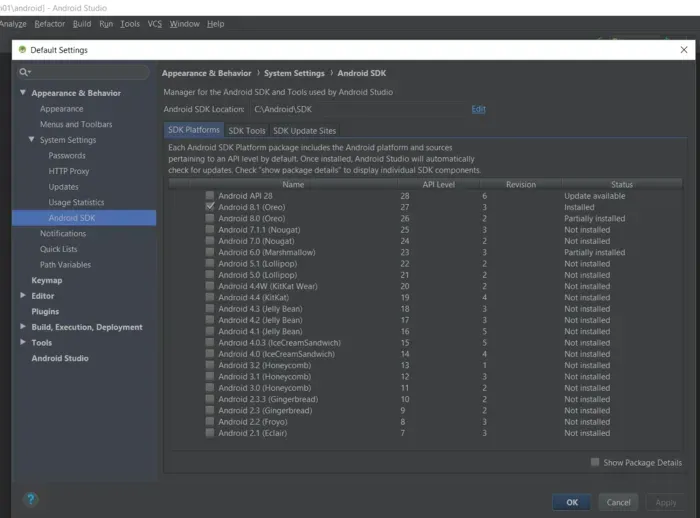 n01\android] - Android Studio
Analyze Refactor Build Run Tools VCS Window Help
Default Settings
Appearance & Behavior
Appearance
Menus and Toolbars
System Settings
Passwords
HTTP Proxy
Updates
Usage Statistics
Android SDK
Notifications
Quick Lists
Path Variables
Keymap
Editor
Plugins
Build, Execution, Deployment
Tools
Android Studio
Appearance & Behavior › System Settings › Android SDK
Manager for the Android SDK and Tools used by Android Studio
Android SDK Location: C:\Android\SDK Edit
SDK Platforms SDK Tools SDK Update Sites
Each Android SDK Platform package includes the Android platform and sources
pertaining to an API level by default. Once installed, Android Studio will automatically
check for updates. Check "show package details" to display individual SDK components.
Name API Level Revision Status
Android API 28 28 6 Update available
Android 8.1 (Oreo) 27 3 Installed
Android 8.0 (Oreo) 26 2 Partially installed
Android 7.1.1 (Nougat) 25 3 Not installed
Android 7.0 (Nougat) 24 2 Not installed
Android 6.0 (Marshmallow) 23 3 Partially installed
Android 5.1 (Lollipop) 22 2 Not installed
Android 5.0 (Lollipop) 21 2 Not installed
Android 4.4W (KitKat Wear) 20 2 Not installed
Android 4.4 (KitKat) 19 4 Not installed
Android 4.3 (Jelly Bean) 18 3 Not installed
Android 4.2 (Jelly Bean) 17 3 Not installed
Android 4.1 (Jelly Bean) 16 5 Not installed
Android 4.0.3 (IceCreamSandwich) 15 5 Not installed
Android 4.0 (IceCreamSandwich) 14 4 Not installed
Android 3.2 (Honeycomb) 13 1 Not installed
Android 3.1 (Honeycomb) 12 3 Not installed
Android 3.0 (Honeycomb) 11 2 Not installed
Android 2.3.3 (Gingerbread) 10 2 Not installed
Android 2.3 (Gingerbread) 9 2 Not installed
Android 2.2 (Froyo) 8 3 Not installed
Android 2.1 (Eclair) 7 3 Not installed
Show Package Details
? OK Cancel Apply